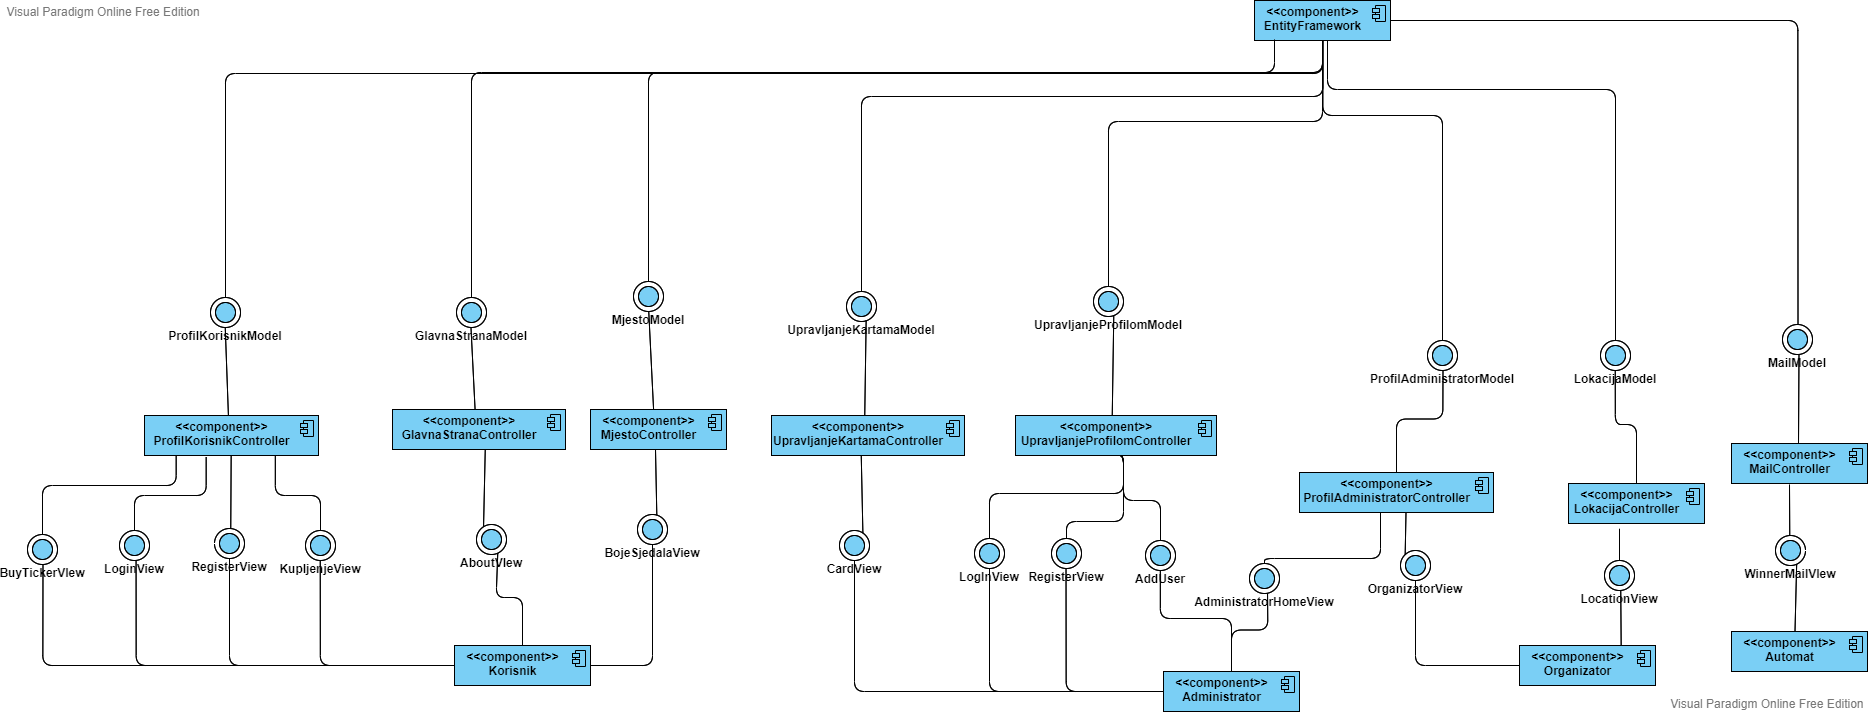 Visual Paradigm Online Free Edition
<<component>>
EntityFramework
MjestoModel
ProfilKorisnikModel
GlavnaStranaModel
UpravljanjeKartamaModel
UpravljanjeProfilomModel
ProfilAdministratorModel
LokacijaModel
MailModel
<<component>>
ProfilKorisnikController
<<component>>
GlavnaStranaController
<<component>>
MjestoController
<<component>>
UpravljanjeKartamaController
<<component>>
UpravljanjeProfilomController
<<component>>
ProfilAdministratorController
<<component>>
LokacijaController
<<component>>
MailController
BuyTickerVIew
LoginView
RegisterView
KupljenjeView
AboutVIew
BojeSjedalaView
CardView
LogInView
RegisterView
AddUser
AdministratorHomeView
OrganizatorView
LocationView
WinnerMailVIew
<<component>>
Korisnik
<<component>>
Administrator
<<component>>
Organizator
<<component>>
Automat
Visual Paradigm Online Free Edition